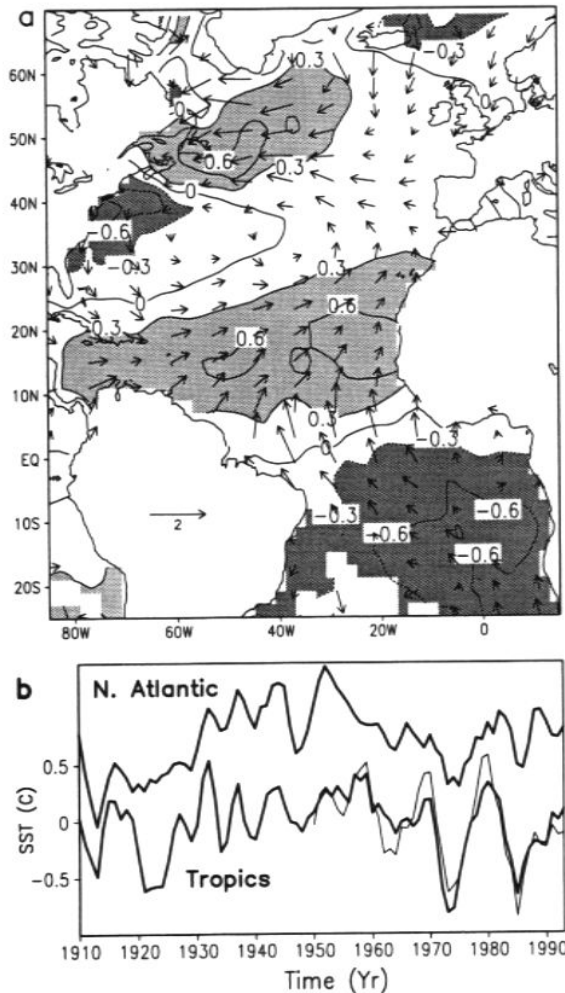 a
60N
50N
40N
30N
20N
10N
EQ
10S
20S
-0.3
0.3
0
0
0.6
0.3
0
-0.6
-0.3
0
0.3
0.3
0.6
0.6
0.3
0
-0.3
-0.3
-0.6
-0.6
-0.6
2
80W 60W 40W 20W 0
b
N. Atlantic
0.5
0
-0.5
SST (C)
Tropics
1910 1920 1930 1940 1950 1960 1970 1980 1990
Time (Yr)